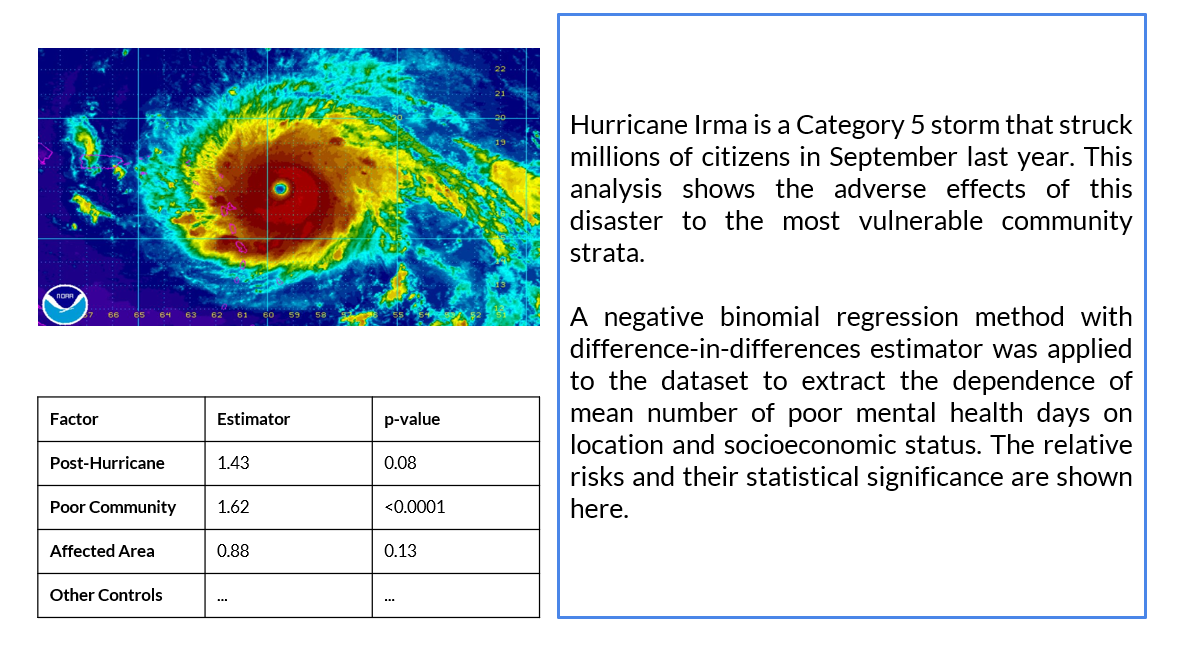 22
21
20
20
19
13
NOAA
67 66 65 64 63 62 61 60 59 58 57 56 55 54 53 52 51
Factor Estimator p-value
Post-Hurricane 1.43 0.08
Poor Community 1.62 <0.0001
Affected Area 0.88 0.13
Other Controls ... ...
Hurricane Irma is a Category 5 storm that struck
millions of citizens in September last year. This
analysis shows the adverse effects of this
disaster to the most vulnerable community
strata.
A negative binomial regression method with
difference-in-differences estimator was applied
to the dataset to extract the dependence of
mean number of poor mental health days on
location and socioeconomic status. The relative
risks and their statistical significance are shown
here.